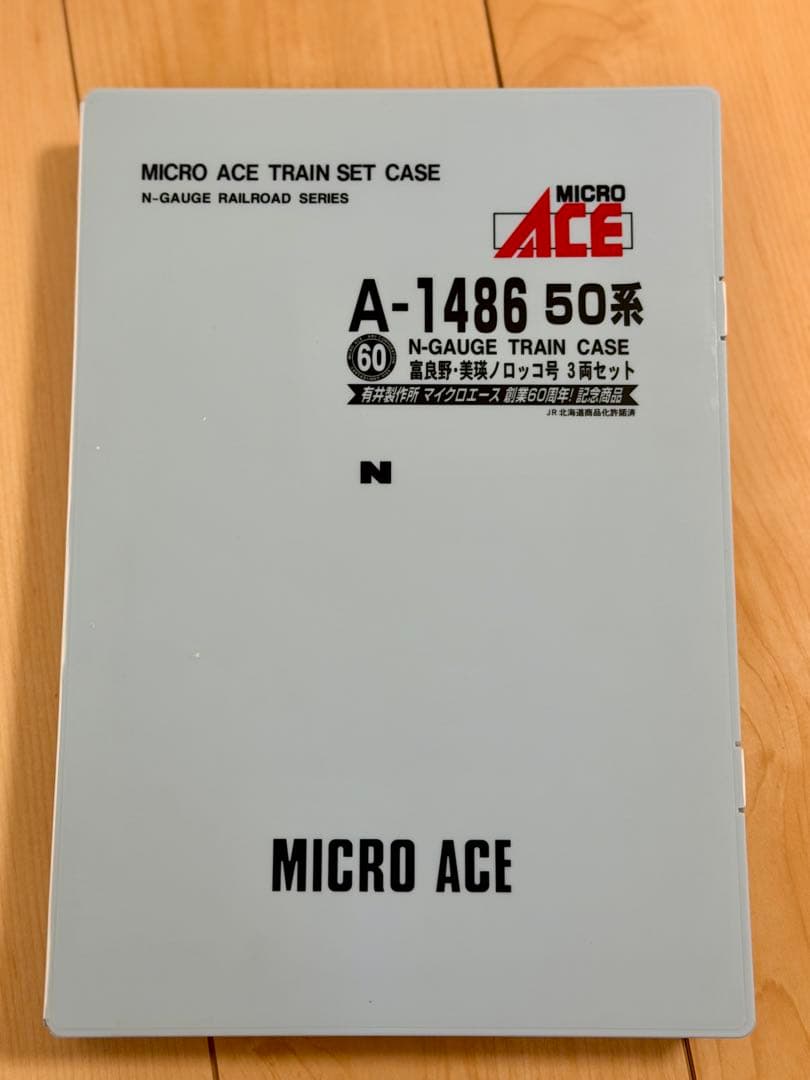 MICRO ACE TRAIN SET CASE
N-GAUGE RAILROAD SERIES
MICRO
ACE
A-1486 50系
60
N-GAUGE TRAIN CASE
富良野・美瑛ノロッコ号 3両セット
有井製作所 マイクロエース 創業60周年! 記念商品
JR北海道商品化許諾済
N
MICRO ACE